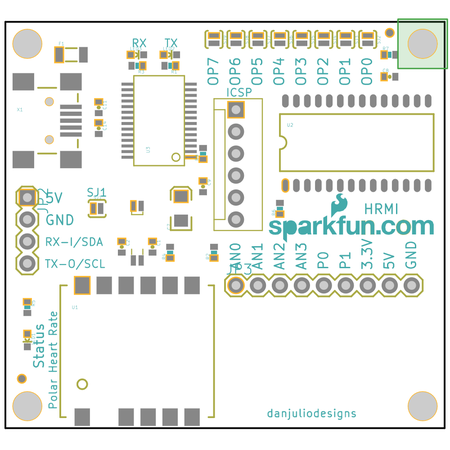 RX TX
OP7 OP6 OP5 OP4 OP3 OP2 OP1 OP0
ICSP
SJ1
JP2
5V
GND
RX-I/SDA
TX-O/SCL
HRMI
sparkfun.com
AN0 AN1 AN2 AN3 P0 P1 3.3V 5V GND
JP3
Status
Polar Heart Rate
danjuliodesigns